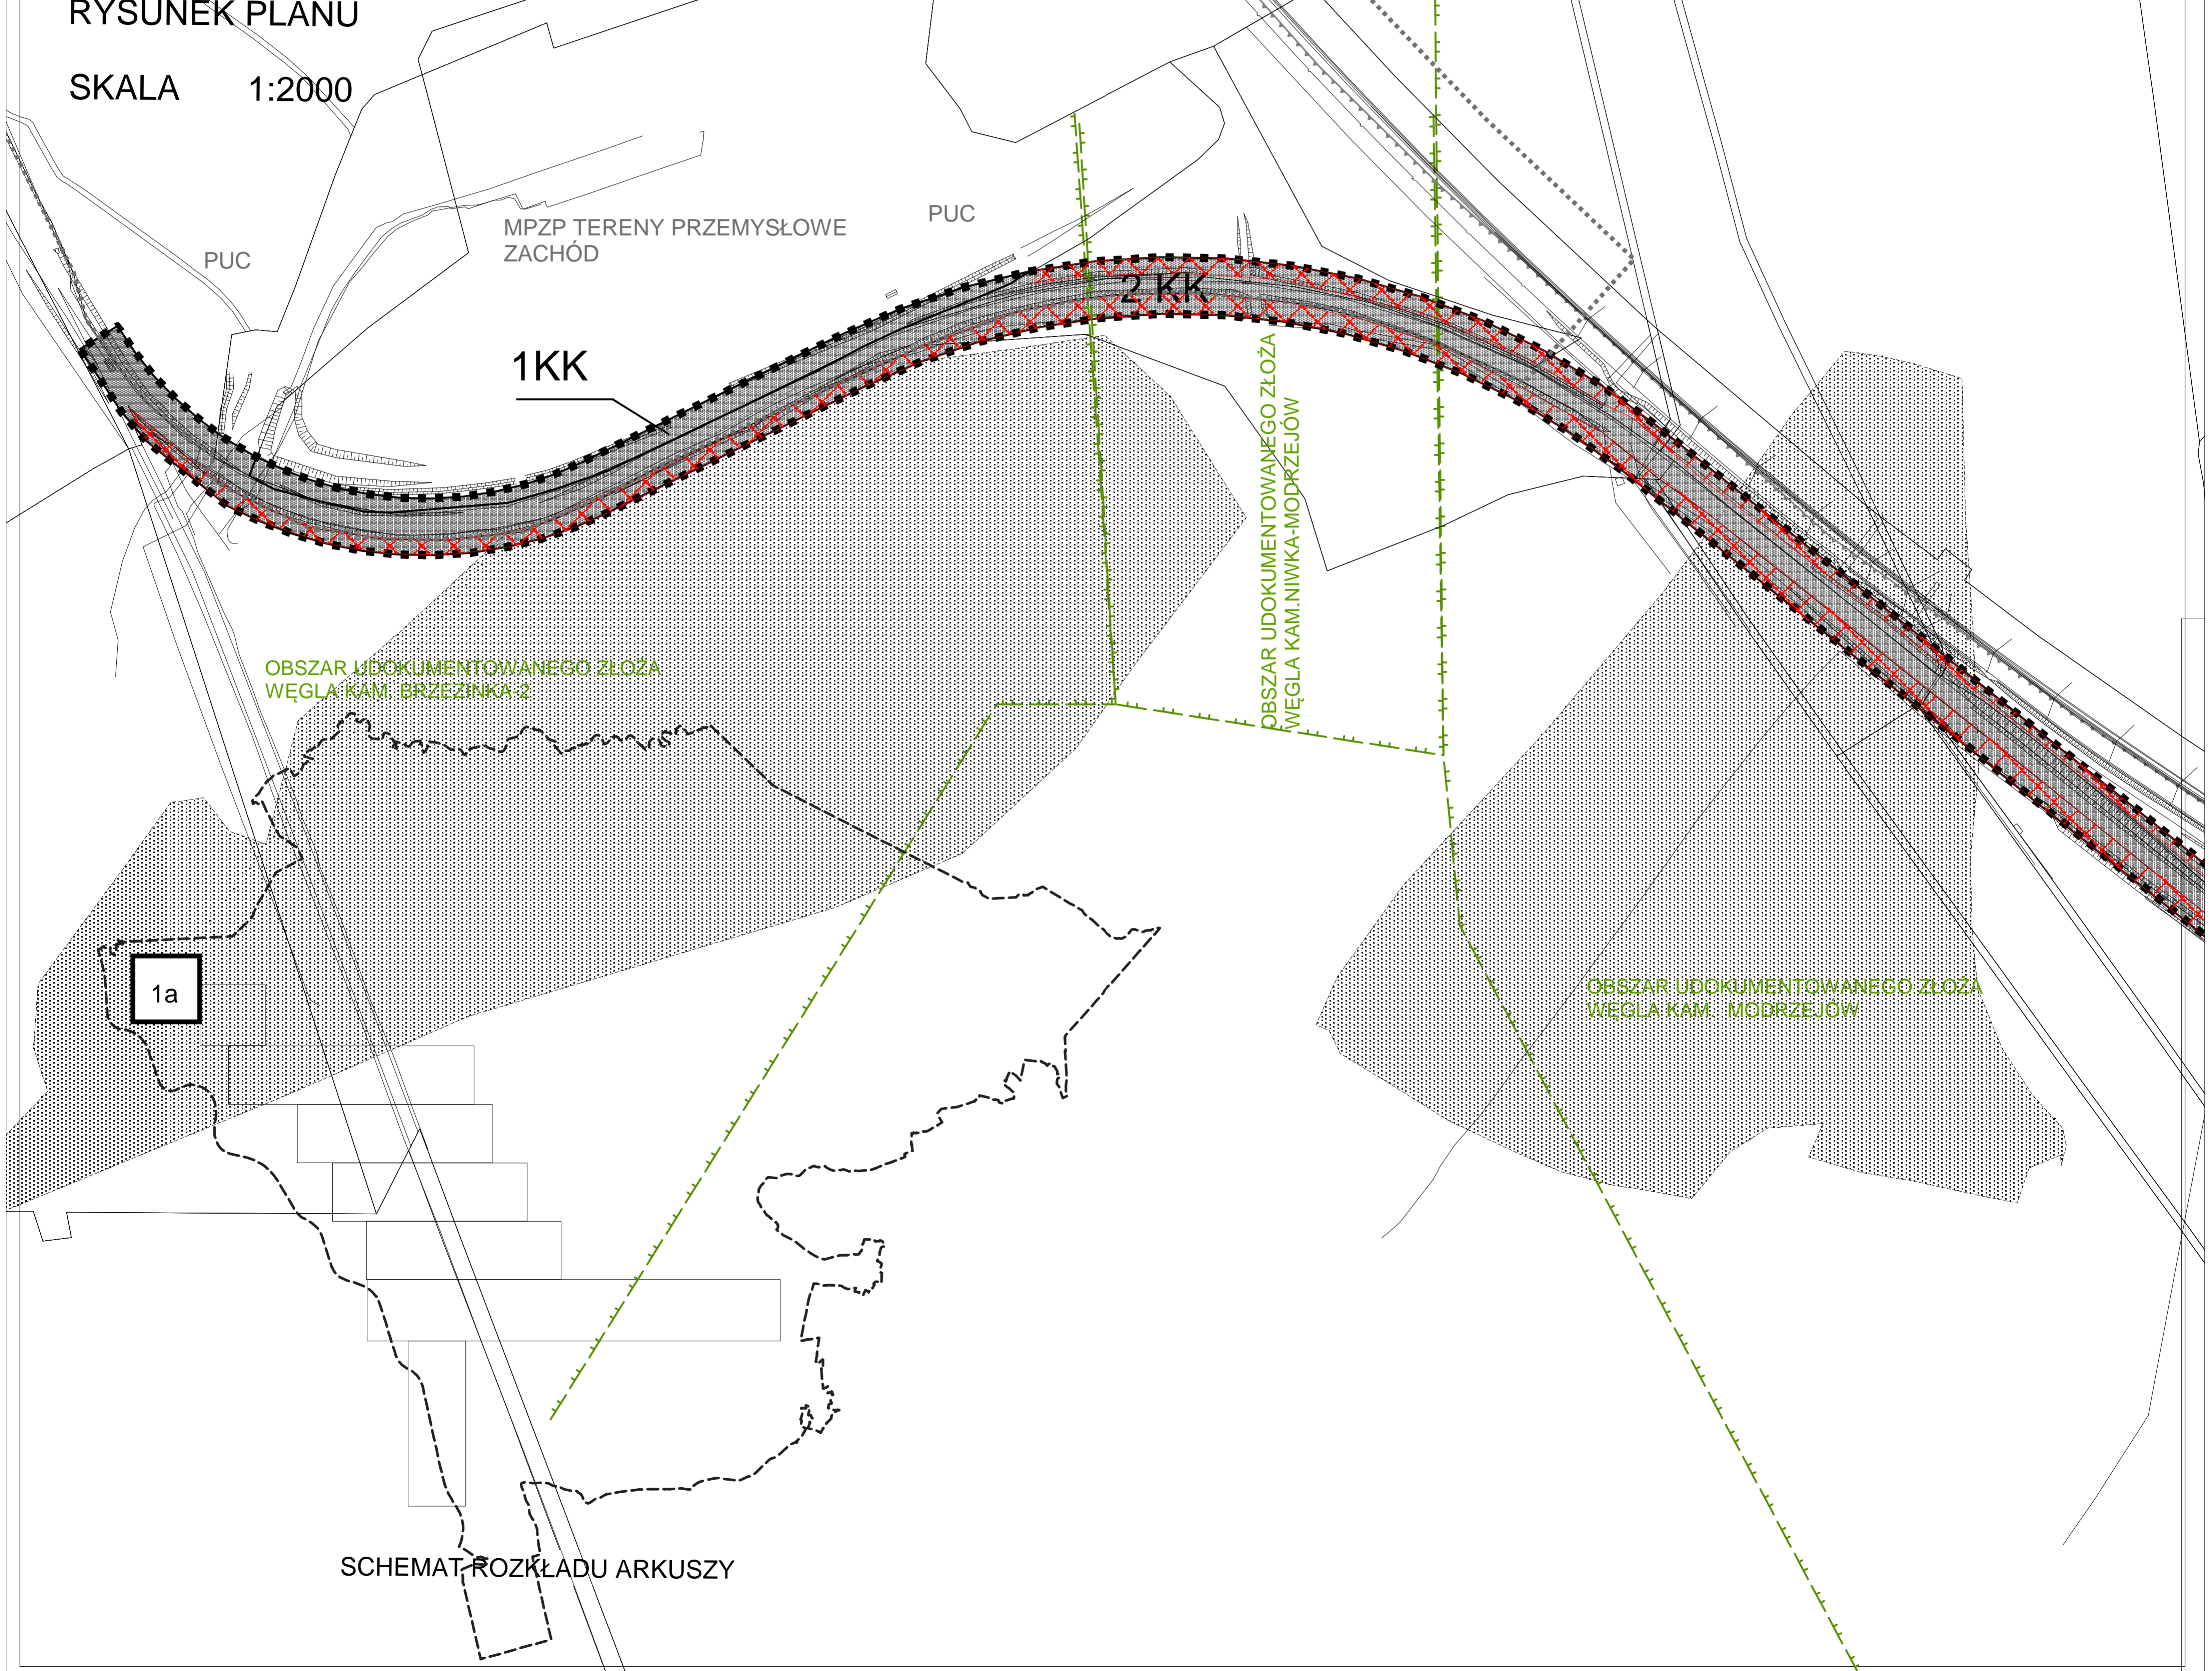 RYSUNEK PLANU
SKALA 1:2000
PUC
MPZP TERENY PRZEMYSŁOWE
ZACHÓD
PUC
2 KK
1KK
OBSZAR UDOKUMENTOWANEGO ZŁOŻA
WĘGLA KAM.NIWKA-MODRZEJÓW
OBSZAR UDOKUMENTOWANEGO ZŁOŻA
WĘGLA KAM. BRZEZINKA-2
1a
OBSZAR UDOKUMENTOWANEGO ZŁOŻA
WĘGLA KAM. MODRZEJÓW
SCHEMAT ROZKŁADU ARKUSZY